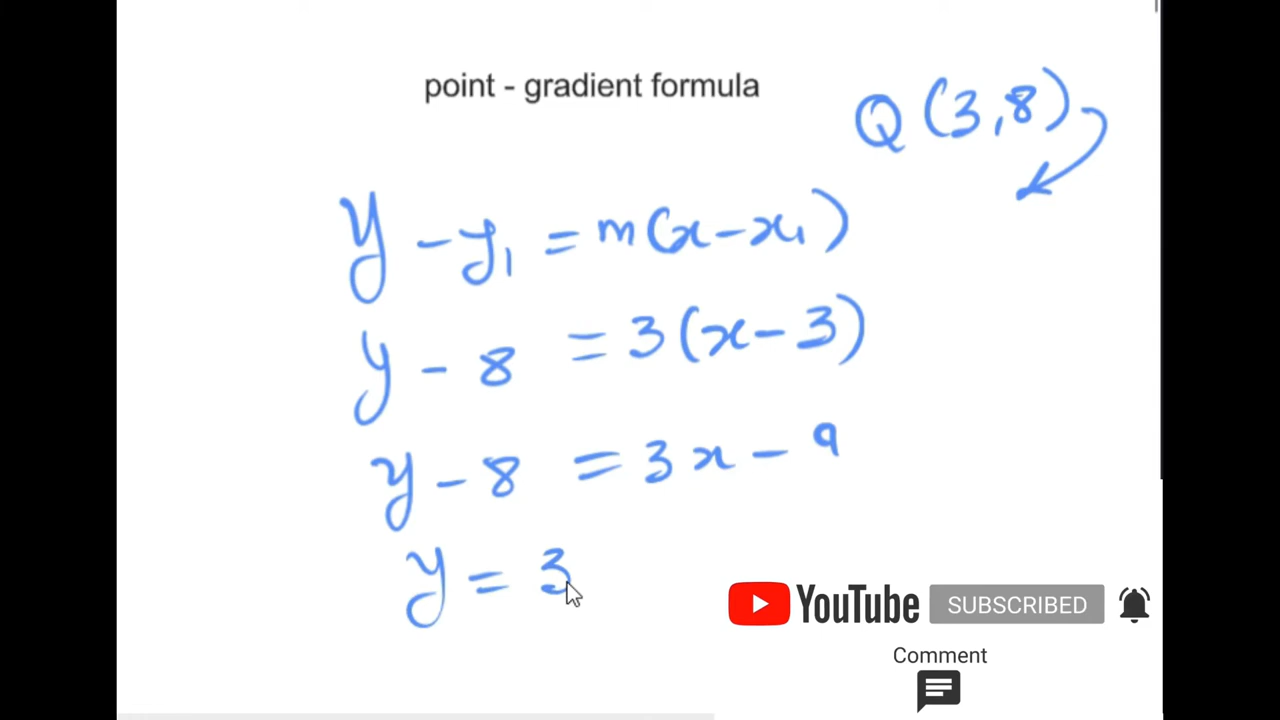 point - gradient formula
Q (3,8)
y - y₁ = m(x - x₁)
y - 8 = 3(x - 3)
y - 8 = 3x - 9
y = 3
YouTube SUBSCRIBED
Comment